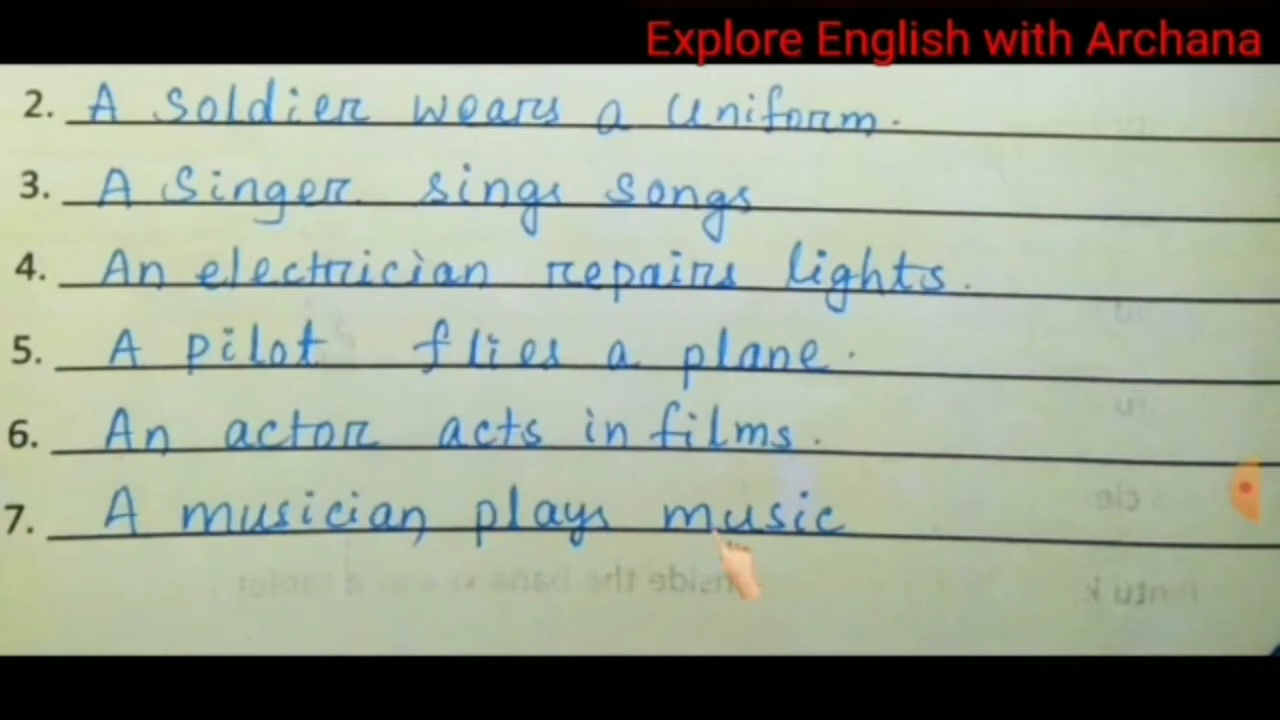 Explore English with Archana
2. A Soldier wears a Uniform.
3. A Singer sings songs
4. An electrician repairs lights.
5. A pilot flies a plane.
6. An actor acts in films.
7. A musician plays music